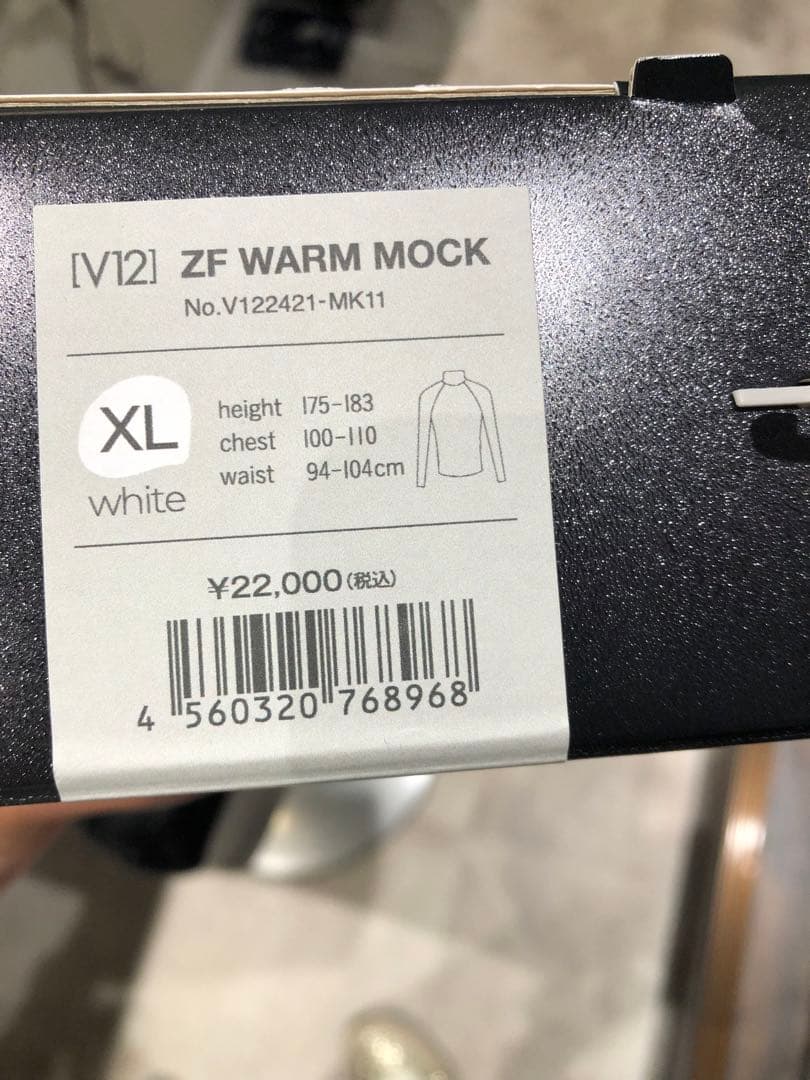 [V12] ZF WARM MOCK
No.V122421-MK11
XL
white
height 175-183
chest 100-110
waist 94-104cm
¥22,000(税込)
4 560320 768968